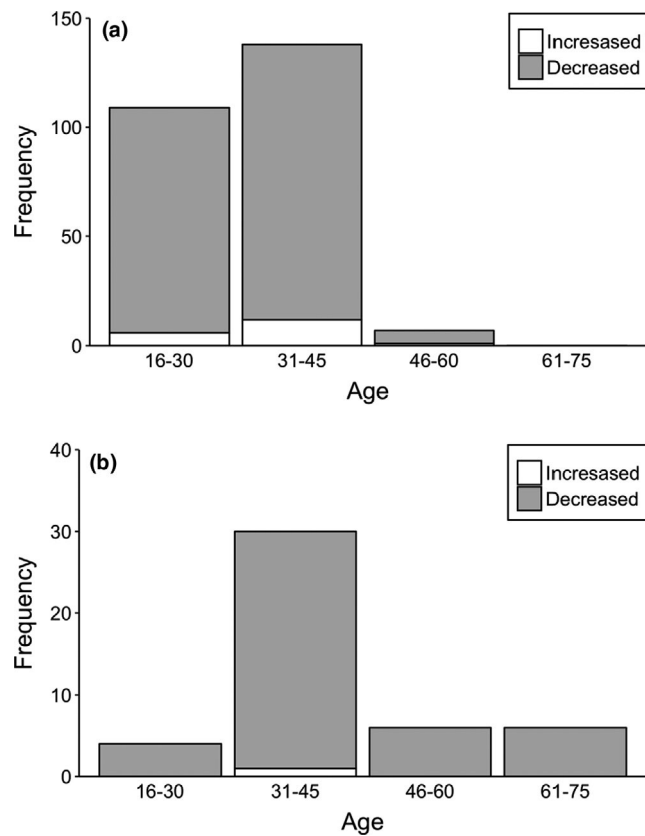 (a)
Incresased
Decreased
150
100
50
0
Frequency
16-30 31-45 46-60 61-75
Age
(b)
Incresased
Decreased
40
30
20
10
0
Frequency
16-30 31-45 46-60 61-75
Age